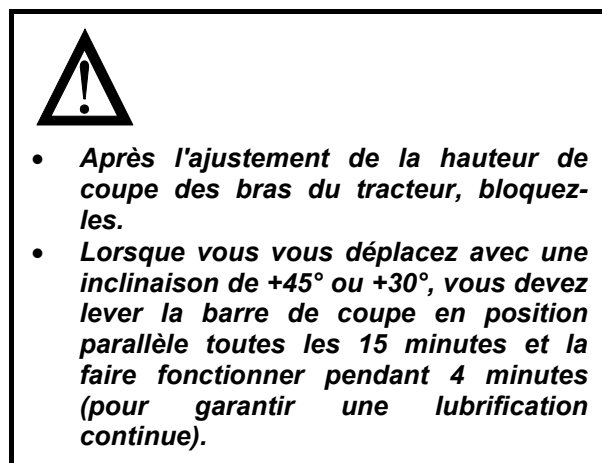 • Après l'ajustement de la hauteur de
coupe des bras du tracteur, bloquez-
les.
• Lorsque vous vous déplacez avec une
inclinaison de +45° ou +30°, vous devez
lever la barre de coupe en position
parallèle toutes les 15 minutes et la
faire fonctionner pendant 4 minutes
(pour garantir une lubrification
continue).